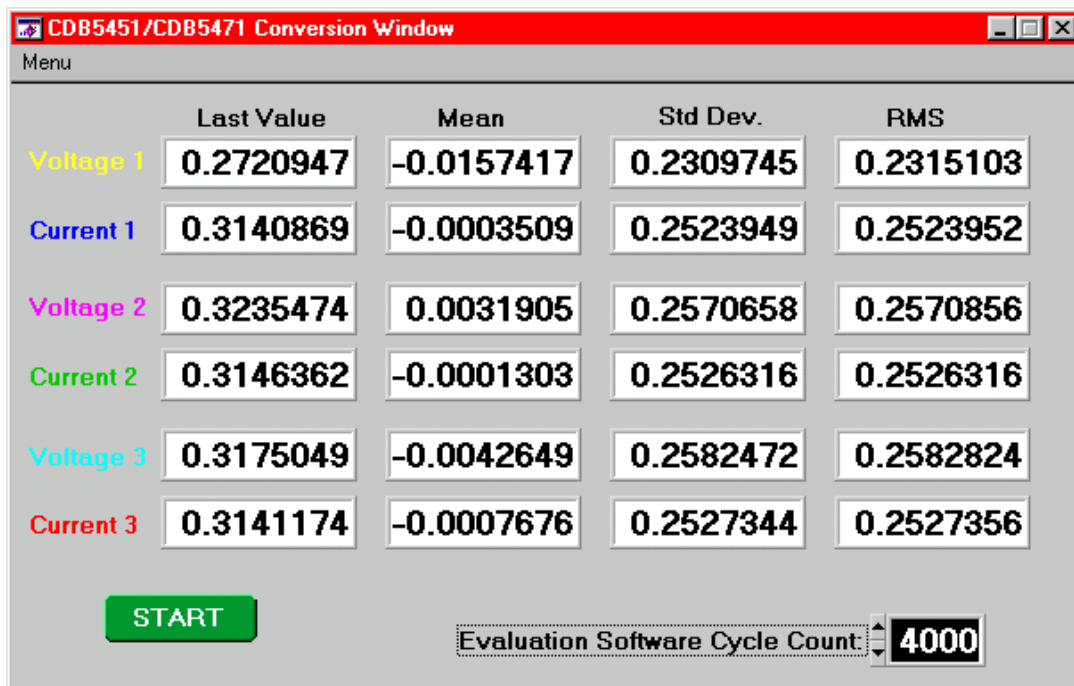 CDB5451/CDB5471 Conversion Window
Menu
Last Value Mean Std Dev. RMS
Voltage 1 0.2720947 -0.0157417 0.2309745 0.2315103
Current 1 0.3140869 -0.0003509 0.2523949 0.2523952
Voltage 2 0.3235474 0.0031905 0.2570658 0.2570856
Current 2 0.3146362 -0.0001303 0.2526316 0.2526316
Voltage 3 0.3175049 -0.0042649 0.2582472 0.2582824
Current 3 0.3141174 -0.0007676 0.2527344 0.2527356
START
Evaluation Software Cycle Count: 4000